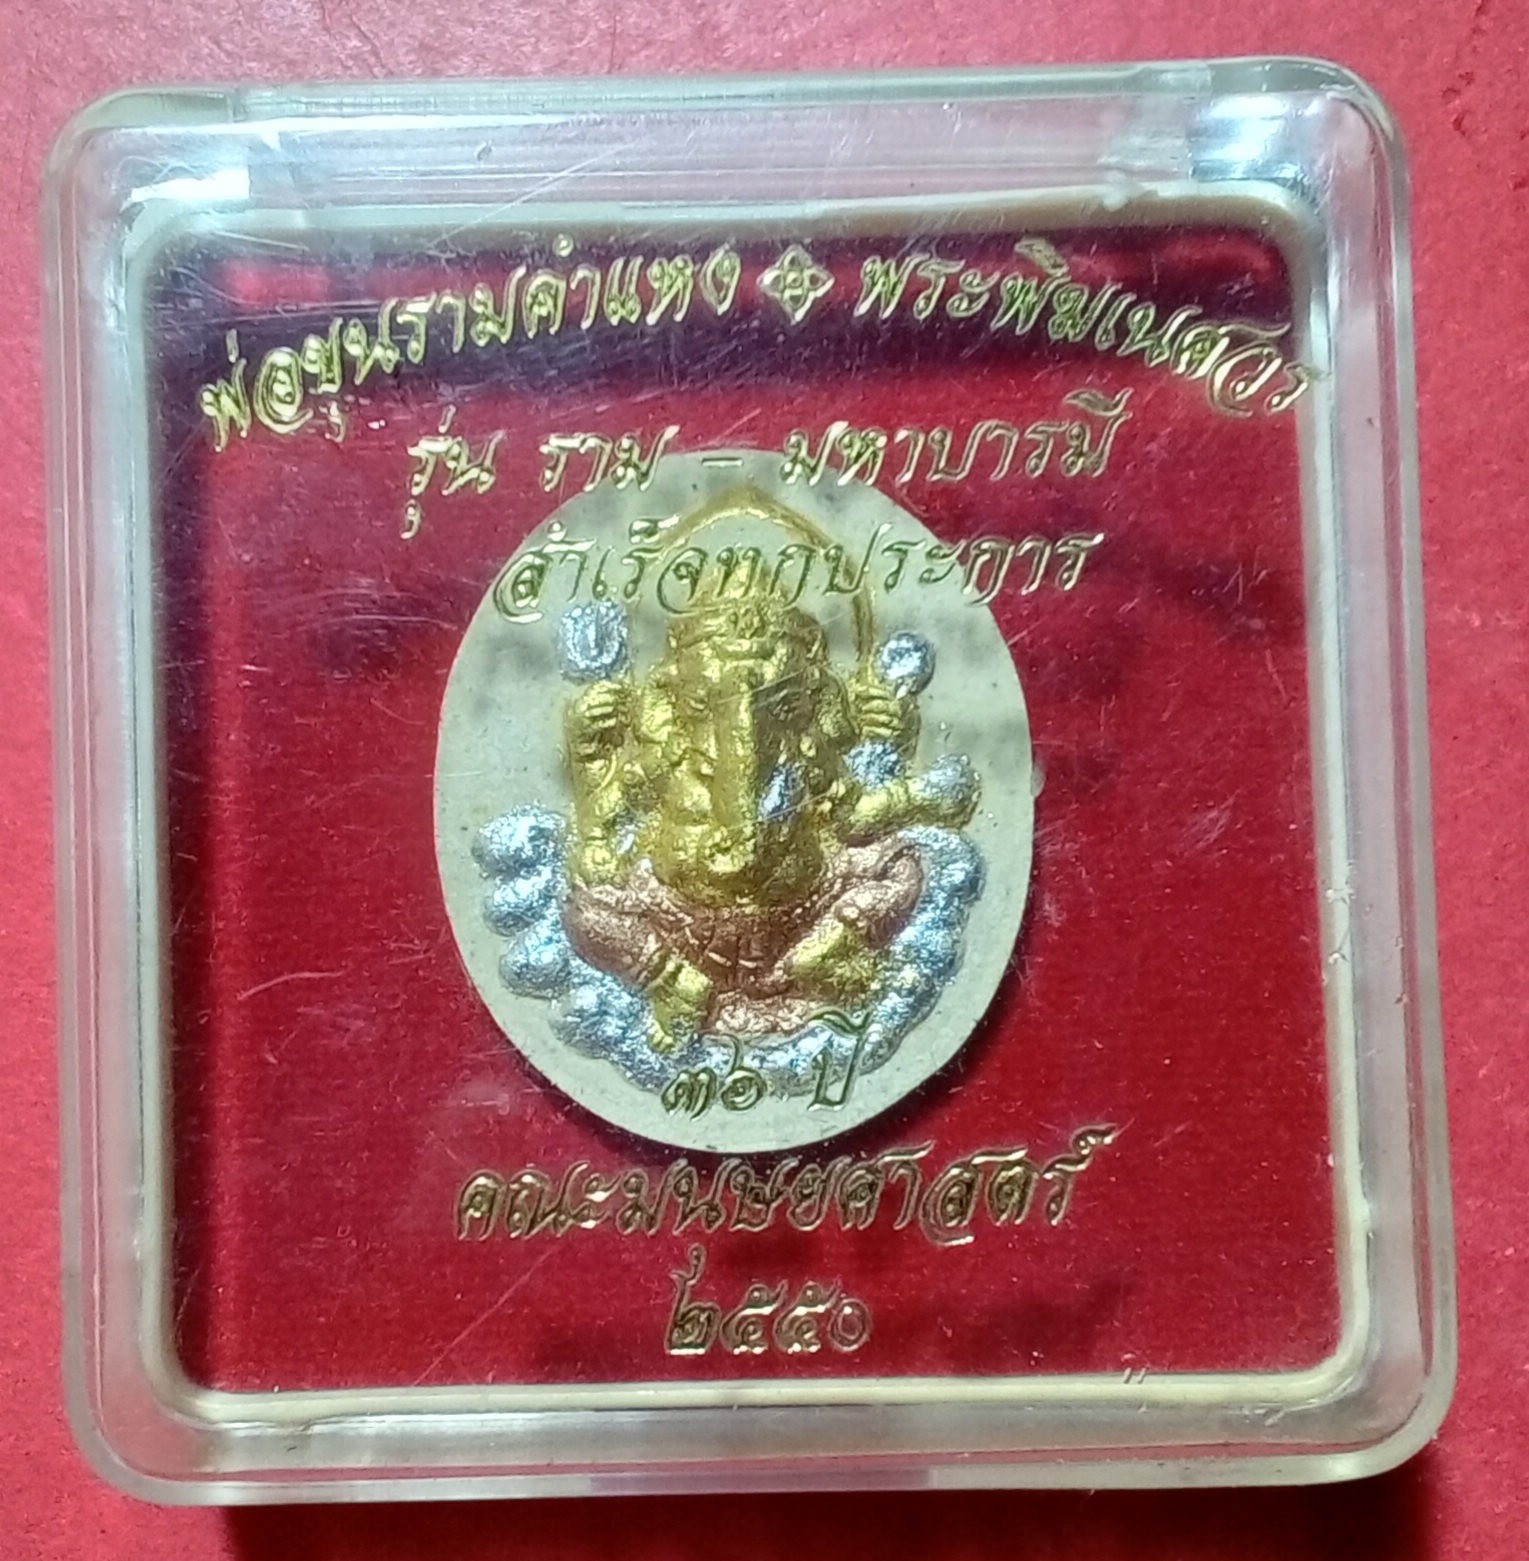 พ่อขุนรามคำแหง พระพิฆเนศวร
รุ่น ราม - มหาบารมี
สำเร็จทุกประการ
๓๖ ปี
คณะมนุษยศาสตร์
๒๕๕๐